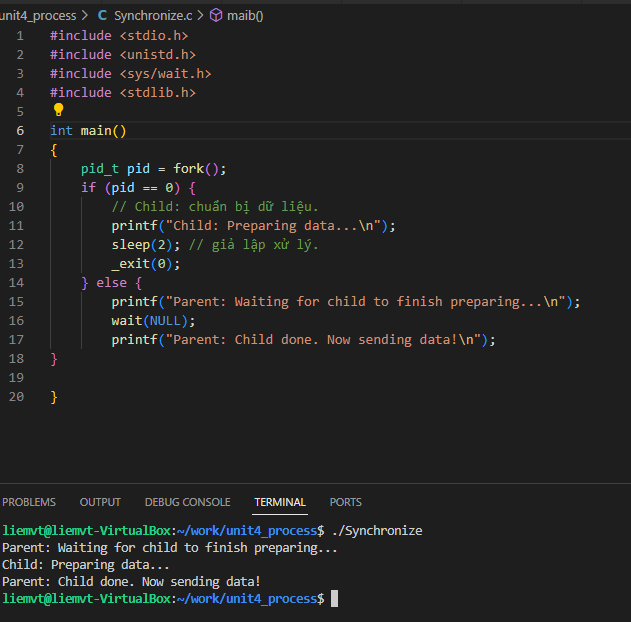 unit4_process > C Synchronize.c > maib()
1 #include <stdio.h>
2 #include <unistd.h>
3 #include <sys/wait.h>
4 #include <stdlib.h>
5
6 int main()
7 {
8     pid_t pid = fork();
9     if (pid == 0) {
10         // Child: chuẩn bị dữ liệu.
11         printf("Child: Preparing data...\n");
12         sleep(2); // giả lập xử lý.
13         _exit(0);
14     } else {
15         printf("Parent: Waiting for child to finish preparing...\n");
16         wait(NULL);
17         printf("Parent: Child done. Now sending data!\n");
18 }
19
20 }
PROBLEMS OUTPUT DEBUG CONSOLE TERMINAL PORTS
liemvt@liemvt-VirtualBox:~/work/unit4_process$ ./Synchronize
Parent: Waiting for child to finish preparing...
Child: Preparing data...
Parent: Child done. Now sending data!
liemvt@liemvt-VirtualBox:~/work/unit4_process$